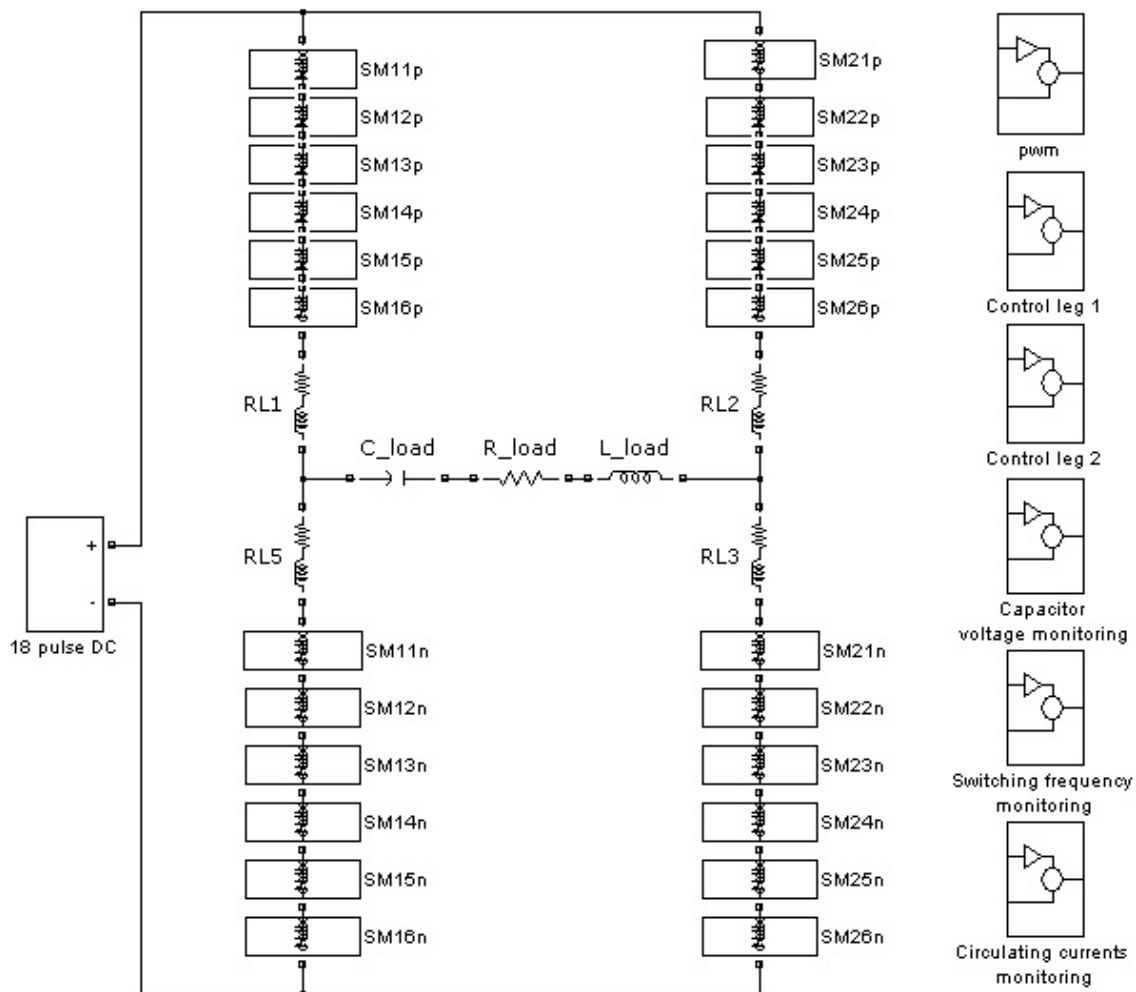 SM11p
SM12p
SM13p
SM14p
SM15p
SM16p
SM21p
SM22p
SM23p
SM24p
SM25p
SM26p
RL1
RL2
C_load
R_load
L_load
RL5
RL3
+
-
18 pulse DC
SM11n
SM12n
SM13n
SM14n
SM15n
SM16n
SM21n
SM22n
SM23n
SM24n
SM25n
SM26n
pwm
Control leg 1
Control leg 2
Capacitor
voltage monitoring
Switching frequency
monitoring
Circulating currents
monitoring